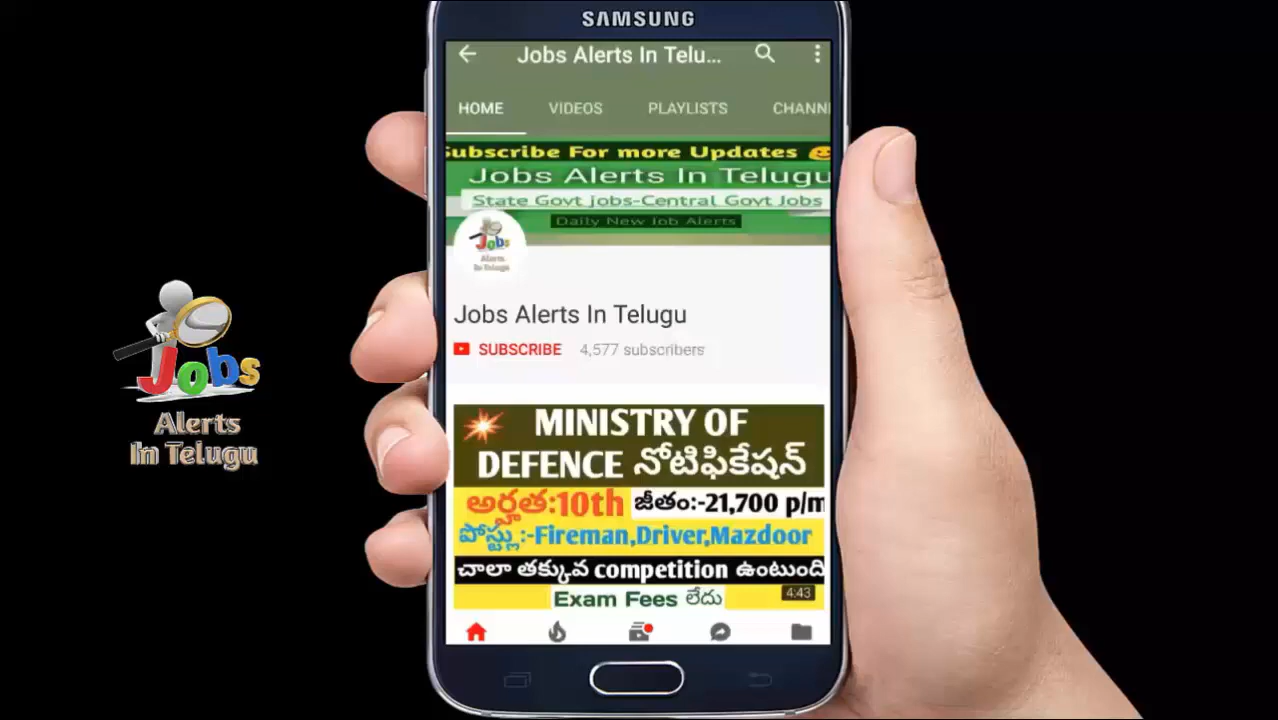 SAMSUNG
Jobs Alerts In Telu...
HOME VIDEOS PLAYLISTS CHANN
Subscribe For more Updates
Jobs Alerts In Telugu
State Govt jobs-Central Govt Jobs
Daily New Job Alerts
Jobs
Alerts
In Telugu
Jobs Alerts In Telugu
SUBSCRIBE 4,577 subscribers
MINISTRY OF
DEFENCE నోటిఫికేషన్
అర్హత:10th జీతం:-21,700 p/m
పోస్ట్లు:-Fireman,Driver,Mazdoor
చాలా తక్కువ competition ఉంటుంది
Exam Fees లేదు
4:43
Jobs
Alerts
In Telugu